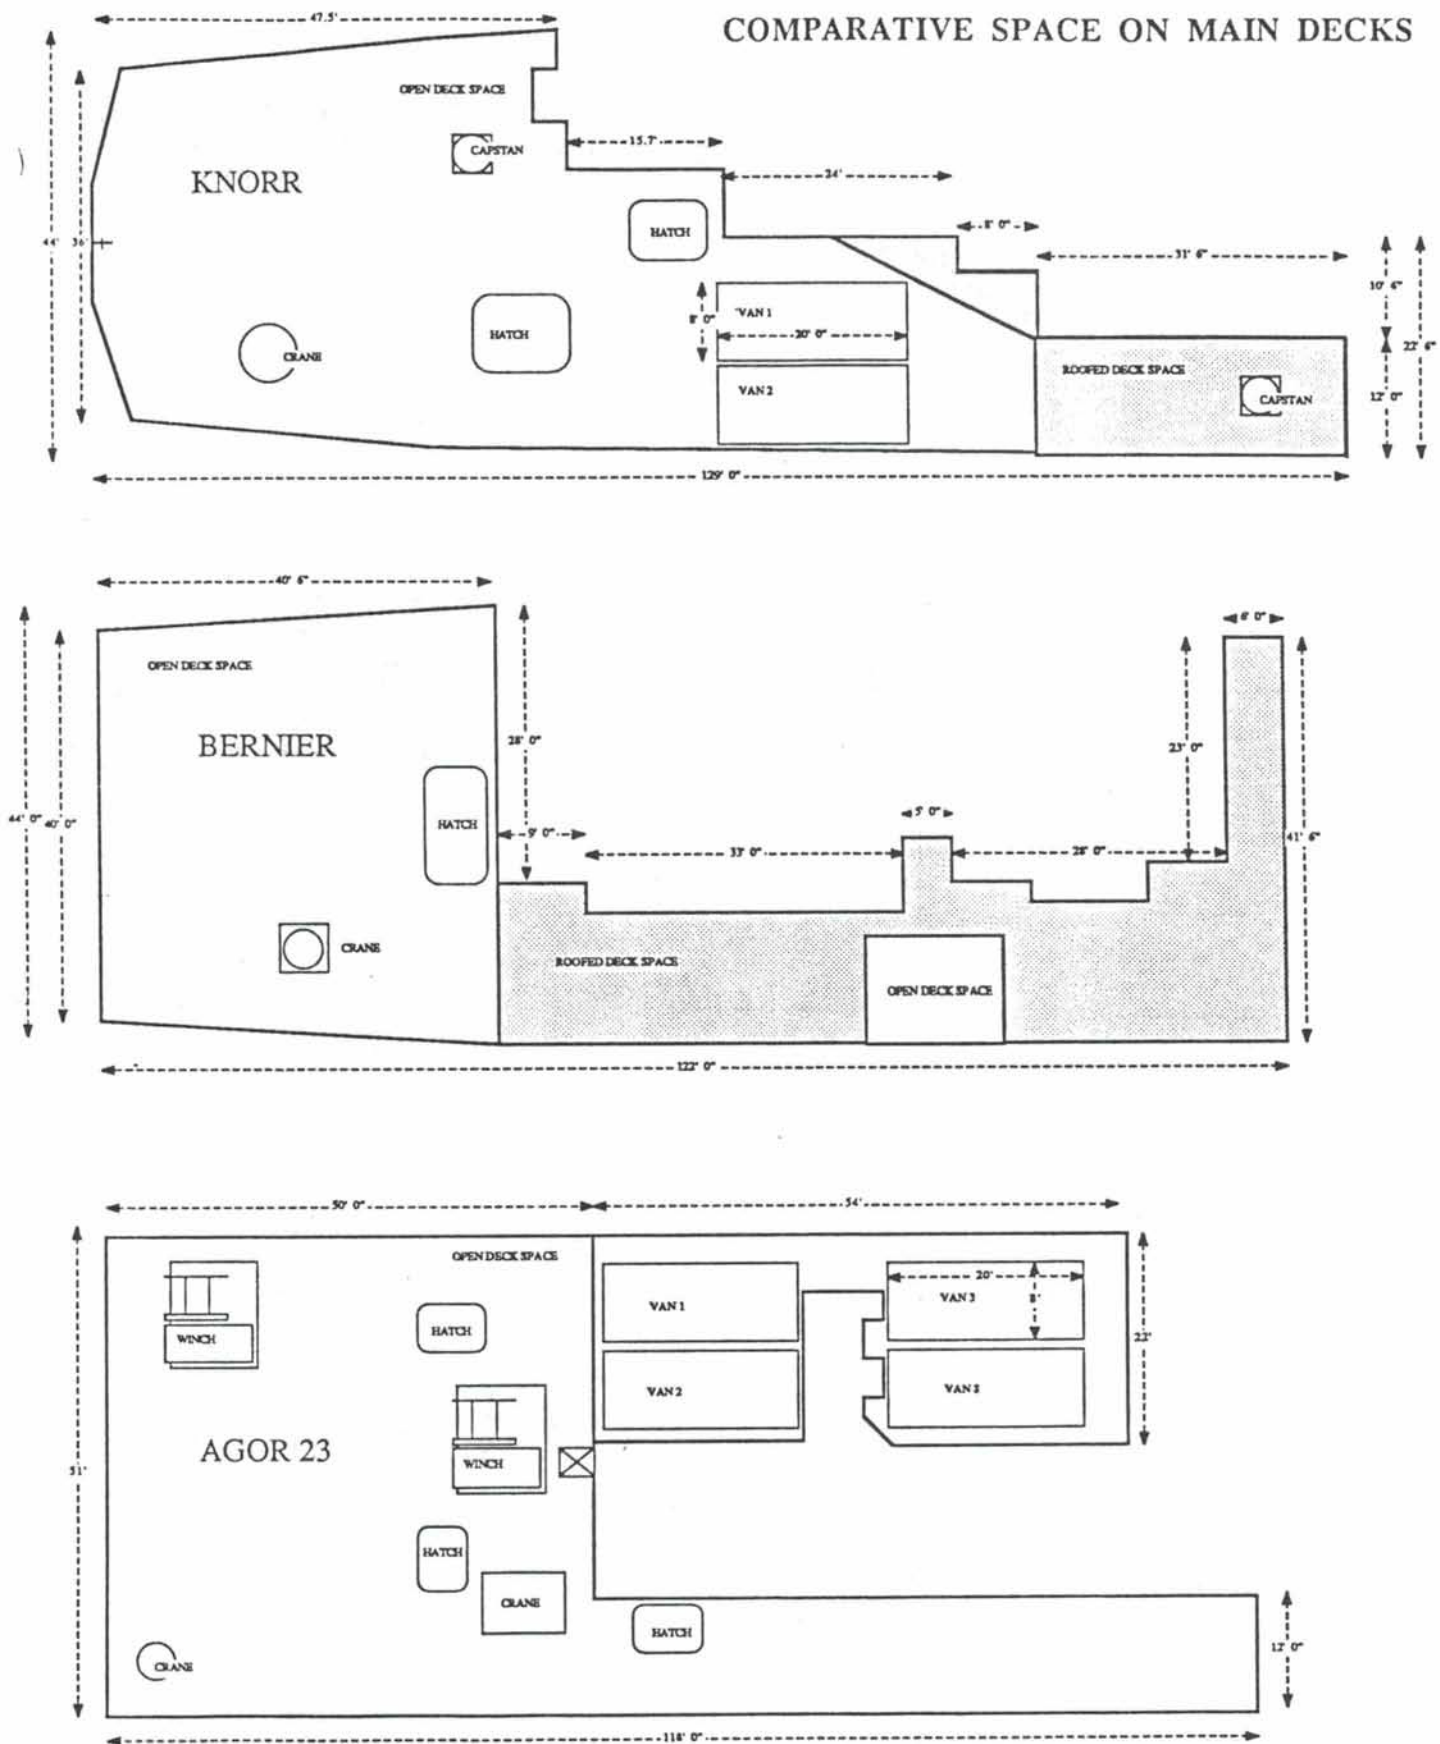 COMPARATIVE SPACE ON MAIN DECKS
47.5'
OPEN DECK SPACE
CAPSTAN
15.7'
KNORR
24'
HATCH
8' 0"
44'
36'
31' 6"
10' 6"
VAN 1
8' 0"
20' 0"
HATCH
CRANE
22' 6"
ROOFED DECK SPACE
VAN 2
CAPSTAN
12' 0"
129' 0"
40' 6"
6' 0"
OPEN DECK SPACE
BERNIER
28' 0"
23' 0"
5' 0"
44' 0"
40' 0"
HATCH
9' 0"
41' 6"
33' 0"
28' 0"
CRANE
ROOFED DECK SPACE
OPEN DECK SPACE
122' 0"
50' 0"
54'
OPEN DECK SPACE
20'
VAN 1
VAN 3
8'
HATCH
WINCH
22'
VAN 2
AGOR 23
WINCH
51'
HATCH
CRANE
HATCH
12' 0"
CRANE
118' 0"